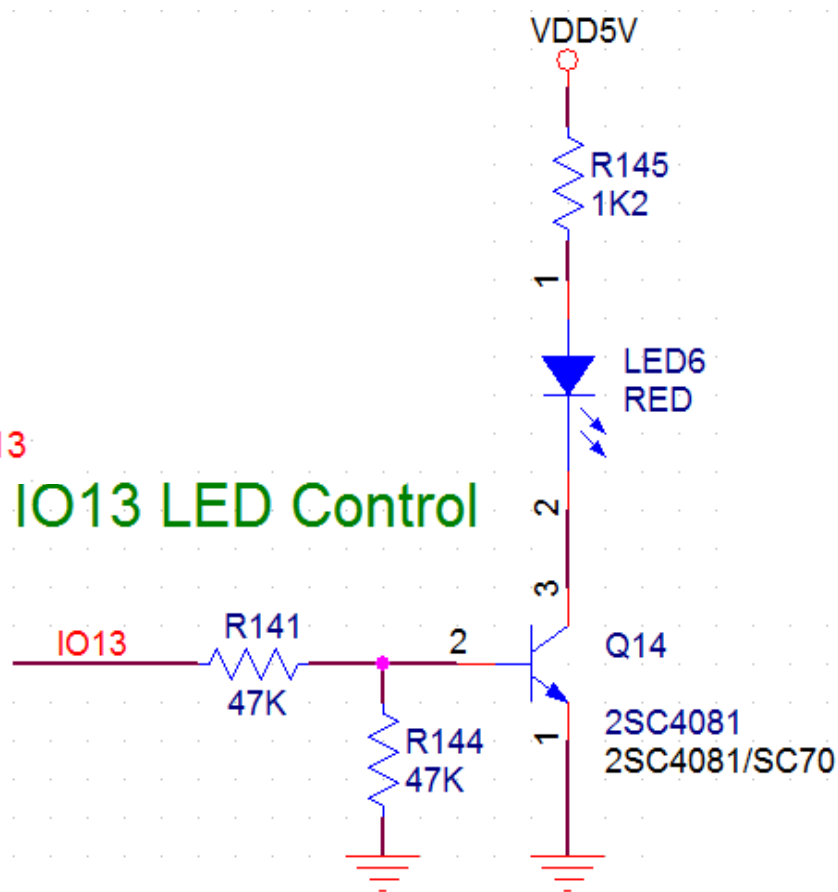 VDD5V
R145
1K2
1
LED6
RED
13
IO13 LED Control
2
3
IO13
R141
47K
2
Q14
R144
47K
1
2SC4081
2SC4081/SC70